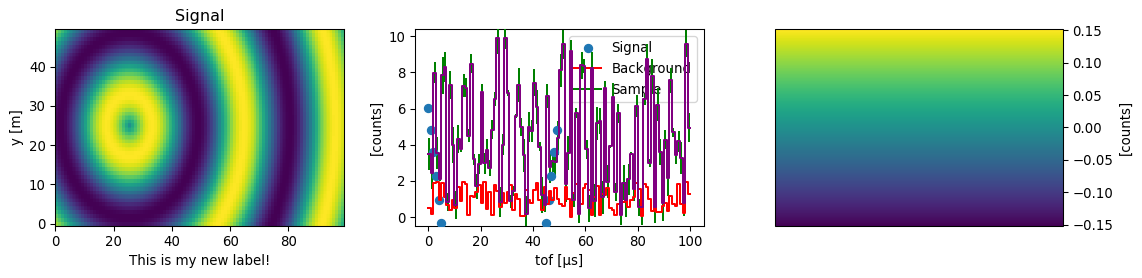 Signal
y [m]
40
30
20
10
0
0 20 40 60 80
This is my new label!
[counts]
10
8
6
4
2
0
Signal
Background
Sample
0 20 40 60 80 100
tof [µs]
0.15
0.10
0.05
0.00
−0.05
−0.10
−0.15
[counts]